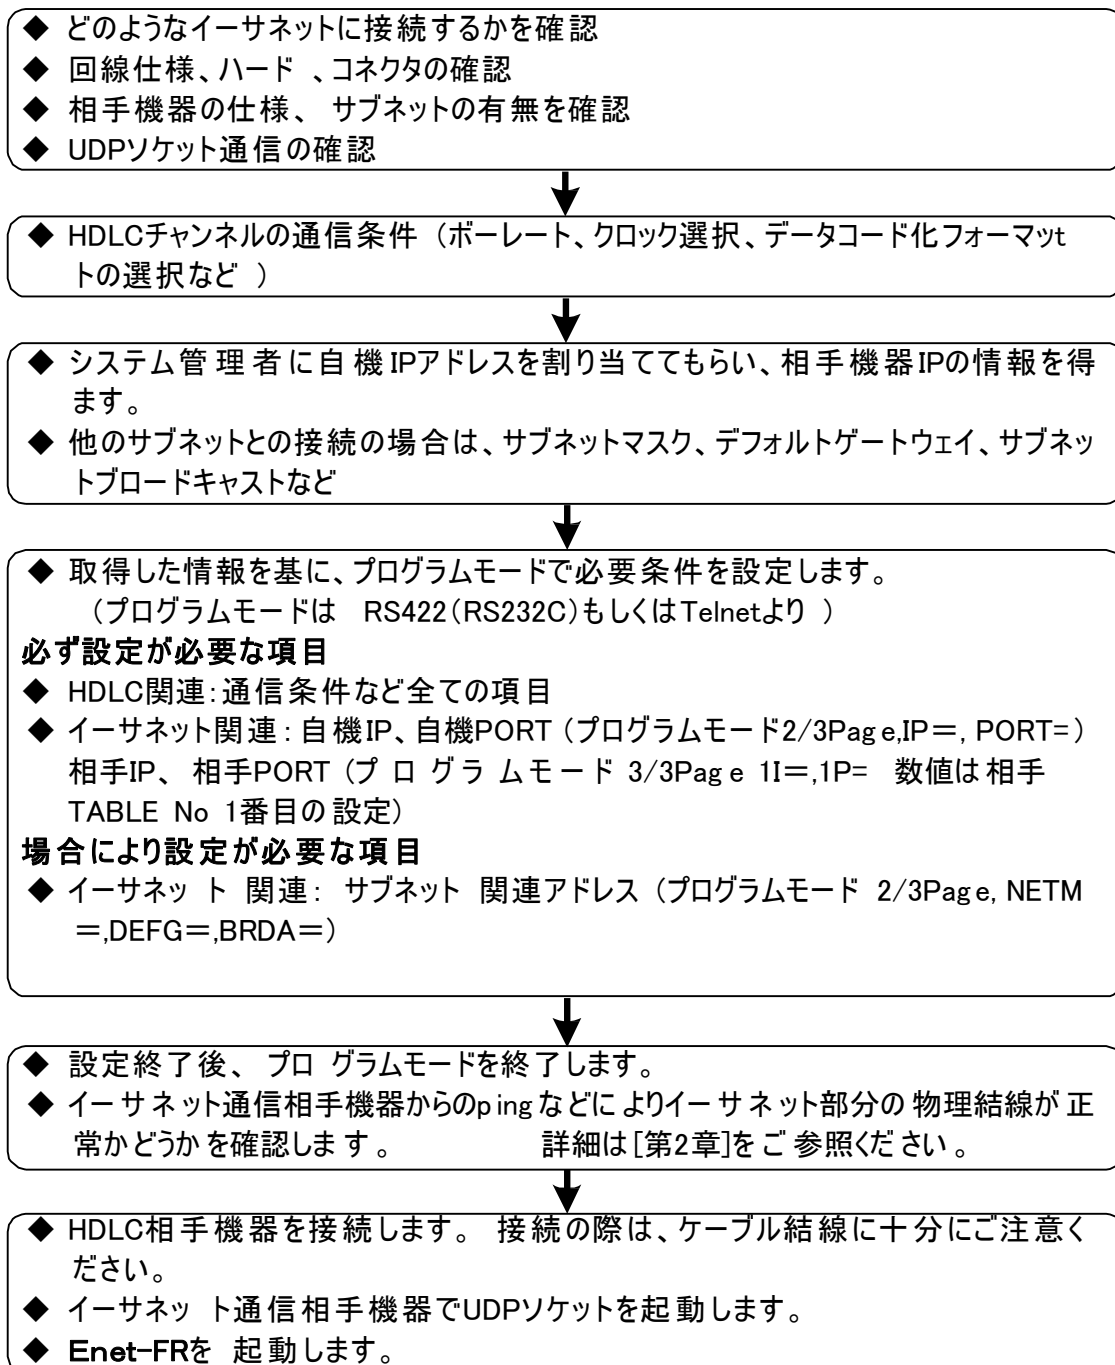 ◆ どのようなイーサネットに接続するかを確認
◆ 回線仕様、ハード 、コネクタの確認
◆ 相手機器の仕様、 サブネットの有無を確認
◆ UDPソケット通信の確認
◆ HDLCチャンネルの通信条件 (ボーレート、クロック選択、データコード化フォーマッt
トの選択など )
◆ システム管理者に自機IPアドレスを割り当ててもらい、相手機器IPの情報を得
ます。
◆ 他のサブネットとの接続の場合は、サブネットマスク、デフォルトゲートウェイ、サブネッ
トブロードキャストなど
◆ 取得した情報を基に、プログラムモードで必要条件を設定します。
(プログラムモードは RS422(RS232C)もしくはTelnetより )
必ず設定が必要な項目
◆ HDLC関連:通信条件など全ての項目
◆ イーサネット関連:自機IP、自機PORT (プログラムモード2/3Page,IP=, PORT=)
相手IP、 相手PORT (プログラムモード 3/3Page 1I=,1P= 数値は相手
TABLE No 1番目の設定)
場合により設定が必要な項目
◆ イーサネット 関連: サブネット 関連アドレス (プログラムモード 2/3Page, NETM
=,DEFG=,BRDA=)
◆ 設定終了後、 プログラムモードを終了します。
◆ イーサネット通信相手機器からのpingなどによりイーサネット部分の物理結線が正
常かどうかを確認します。 詳細は[第2章]をご参照ください。
◆ HDLC相手機器を接続します。 接続の際は、ケーブル結線に十分にご注意く
ださい。
◆ イーサネット通信相手機器でUDPソケットを起動します。
◆ Enet-FRを 起動します。